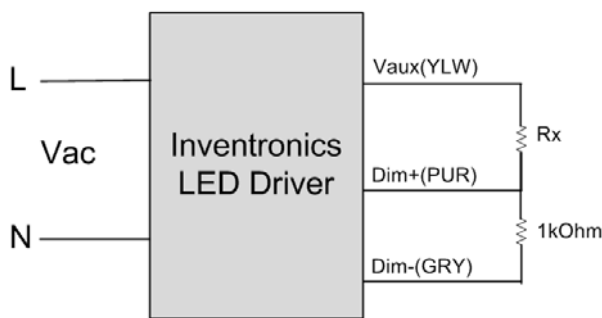 L
Vac
N
Inventronics
LED Driver
Vaux(YLW)
Rx
Dim+(PUR)
1kOhm
Dim-(GRY)